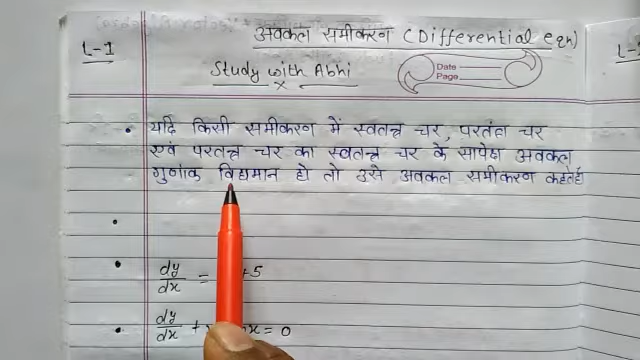 L-1
अवकल समीकरण (Differential eqn)
Study with Abhi
Date
Page
यदि किसी समीकरण में स्वतन्त्र चर, परतंत्र चर
एवं परतन्त्र चर का स्वतन्त्र चर के सापेक्ष अवकल
गुणांक विद्यमान हो तो उसे अवकल समीकरण कहते हैं
dy/dx = +5
dy/dx + x = 0